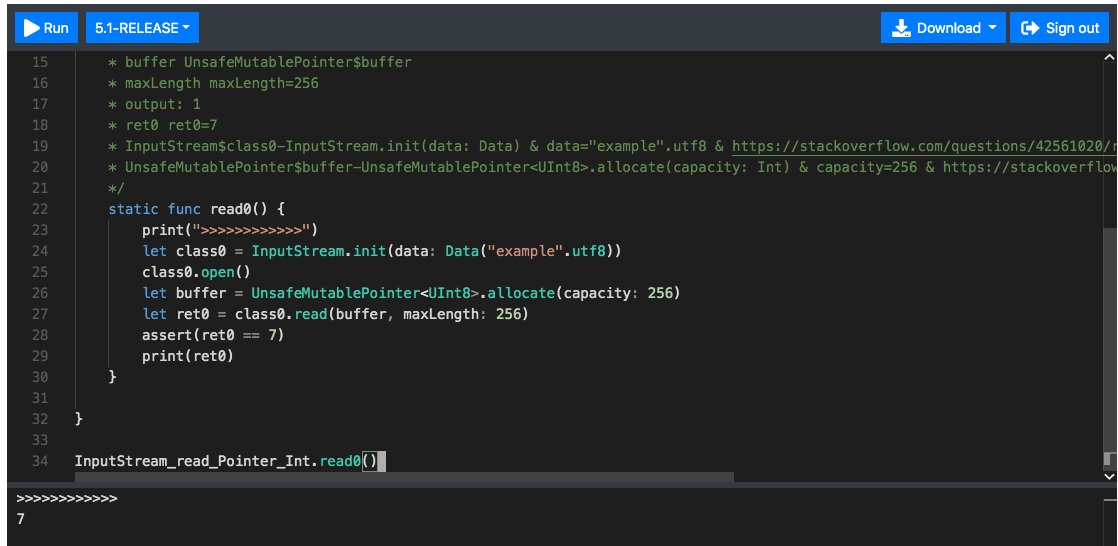 Run 5.1-RELEASE Download Sign out
15 * buffer UnsafeMutablePointer$buffer
16 * maxLength maxLength=256
17 * output: 1
18 * ret0 ret0=7
19 * InputStream$class0-InputStream.init(data: Data) & data="example".utf8 & https://stackoverflow.com/questions/42561020/
20 * UnsafeMutablePointer$buffer-UnsafeMutablePointer<UInt8>.allocate(capacity: Int) & capacity=256 & https://stackoverflow
21 */
22 static func read0() {
23 print(">>>>>>>>>>>>")
24 let class0 = InputStream.init(data: Data("example".utf8))
25 class0.open()
26 let buffer = UnsafeMutablePointer<UInt8>.allocate(capacity: 256)
27 let ret0 = class0.read(buffer, maxLength: 256)
28 assert(ret0 == 7)
29 print(ret0)
30 }
31
32 }
33
34 InputStream_read_Pointer_Int.read0()
>>>>>>>>>>>>
7